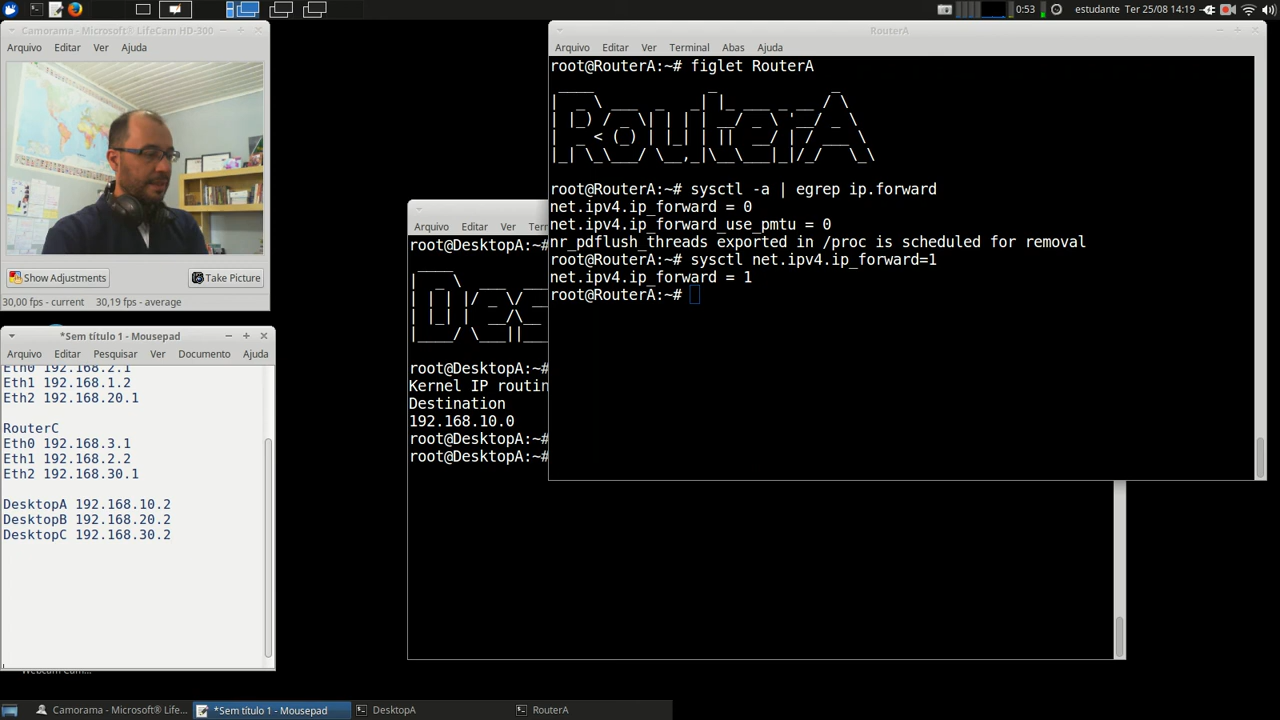 estudante Ter 25/08 14:19
0:53
Camorama - Microsoft® LifeCam HD-300
Arquivo Editar Ver Ajuda
Show Adjustments
Take Picture
30,00 fps - current 30,19 fps - average
*Sem título 1 - Mousepad
Arquivo Editar Pesquisar Ver Documento Ajuda
Eth0 192.168.2.1
Eth1 192.168.1.2
Eth2 192.168.20.1
RouterC
Eth0 192.168.3.1
Eth1 192.168.2.2
Eth2 192.168.30.1
DesktopA 192.168.10.2
DesktopB 192.168.20.2
DesktopC 192.168.30.2
Arquivo Editar Ver
root@DesktopA:~#
Des
root@DesktopA:~#
Kernel IP routin
Destination
192.168.10.0
root@DesktopA:~#
root@DesktopA:~#
RouterA
Arquivo Editar Ver Terminal Abas Ajuda
root@RouterA:~# figlet RouterA
RouterA
root@RouterA:~# sysctl -a | egrep ip.forward
net.ipv4.ip_forward = 0
net.ipv4.ip_forward_use_pmtu = 0
nr_pdflush_threads exported in /proc is scheduled for removal
root@RouterA:~# sysctl net.ipv4.ip_forward=1
net.ipv4.ip_forward = 1
root@RouterA:~#
Camorama - Microsoft® Life...
*Sem título 1 - Mousepad
DesktopA
RouterA